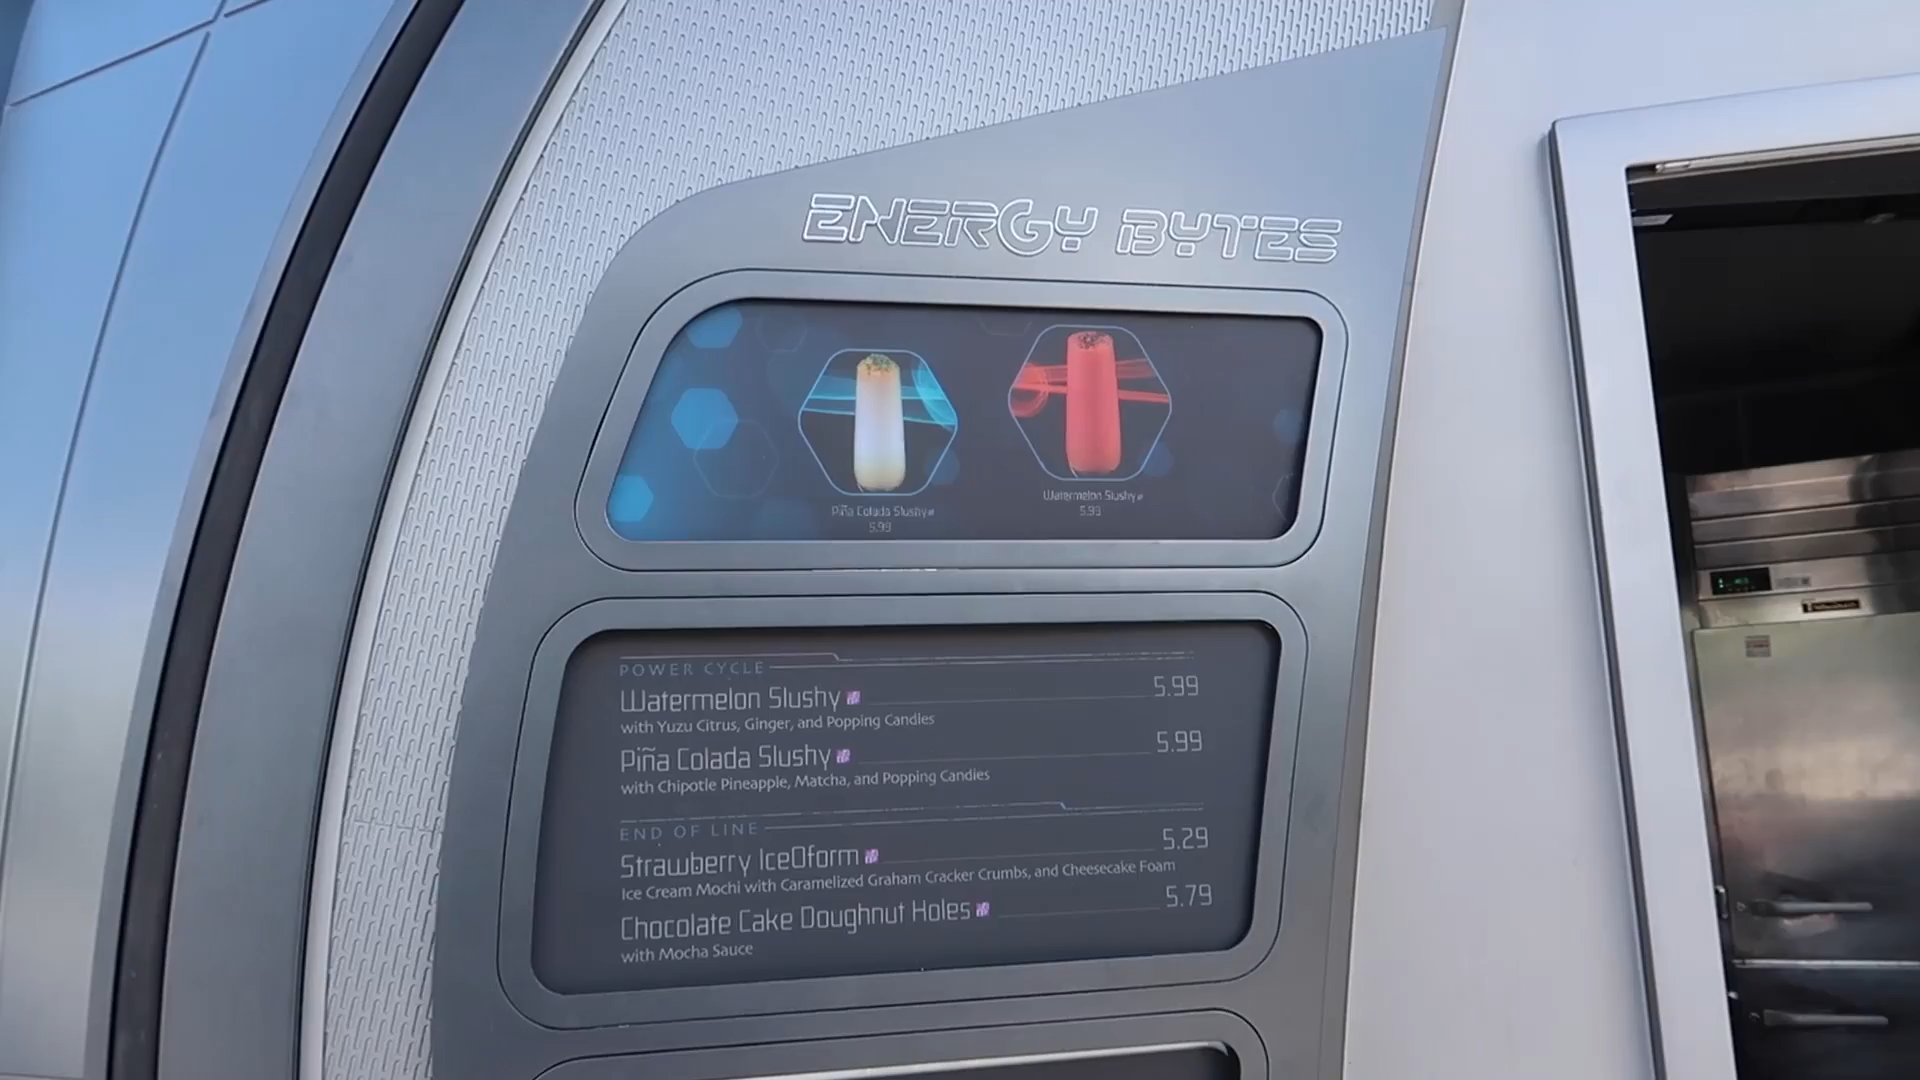 ENERGY BYTES
Piña Colada Slushy
5.99
Watermelon Slushy
5.99
POWER CYCLE
Watermelon Slushy 5.99
with Yuzu Citrus, Ginger, and Popping Candies
Piña Colada Slushy 5.99
with Chipotle Pineapple, Matcha, and Popping Candies
END OF LINE
Strawberry Ice0form 5.29
Ice Cream Mochi with Caramelized Graham Cracker Crumbs, and Cheesecake Foam
Chocolate Cake Doughnut Holes 5.79
with Mocha Sauce